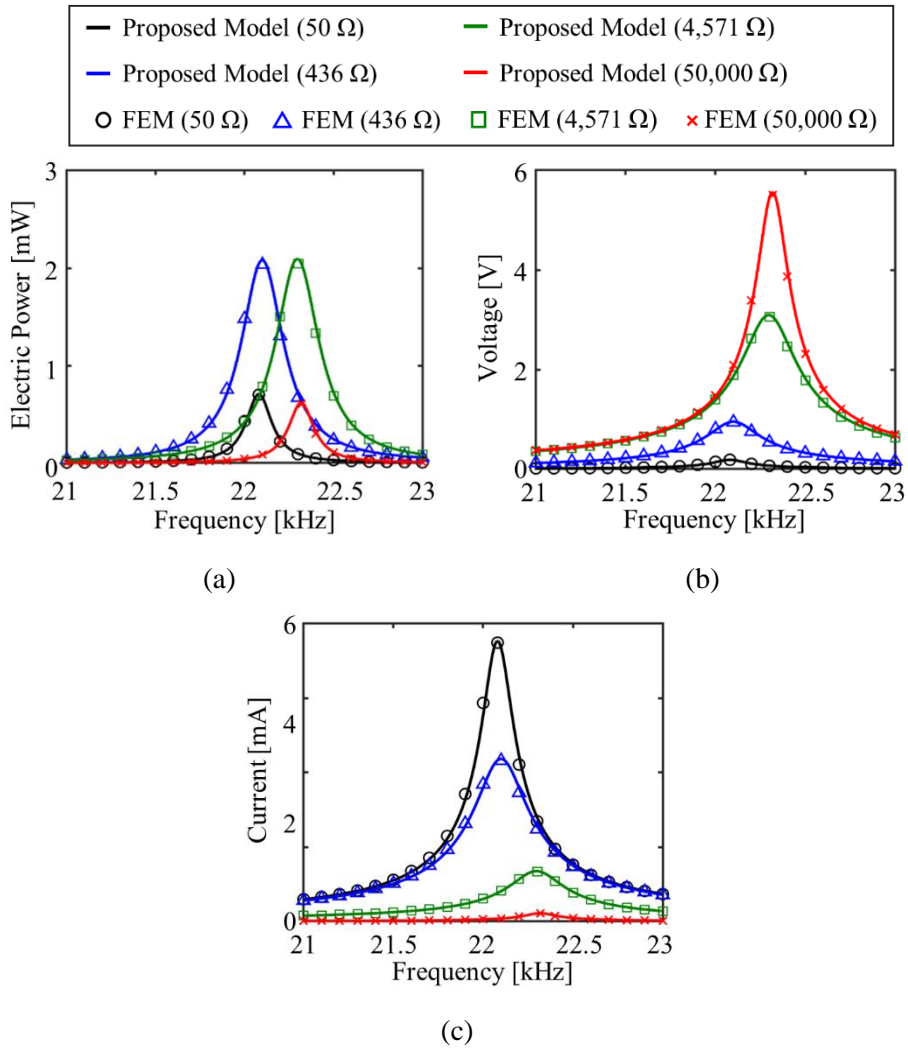 Proposed Model (50 Ω) Proposed Model (4,571 Ω)
Proposed Model (436 Ω) Proposed Model (50,000 Ω)
FEM (50 Ω) FEM (436 Ω) FEM (4,571 Ω) FEM (50,000 Ω)
Electric Power [mW]
3
2
1
0
21 21.5 22 22.5 23
Frequency [kHz]
(a)
Voltage [V]
6
4
2
0
21 21.5 22 22.5 23
Frequency [kHz]
(b)
Current [mA]
6
4
2
0
21 21.5 22 22.5 23
Frequency [kHz]
(c)